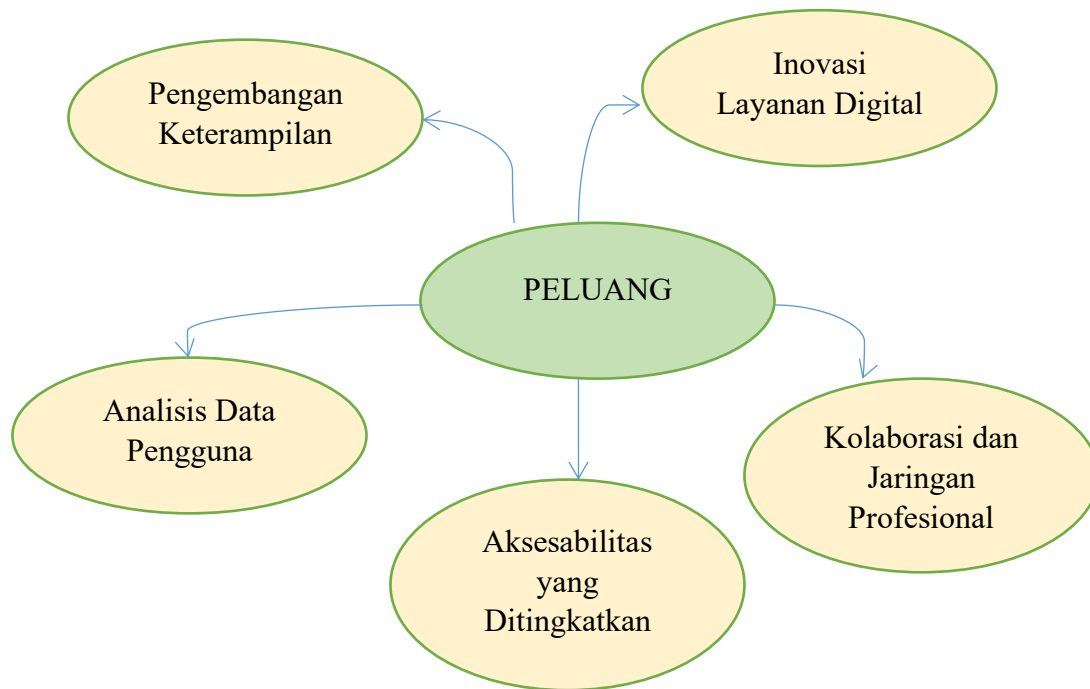 Pengembangan
Keterampilan
Inovasi
Layanan Digital
PELUANG
Analisis Data
Pengguna
Kolaborasi dan
Jaringan
Profesional
Aksesabilitas
yang
Ditingkatkan